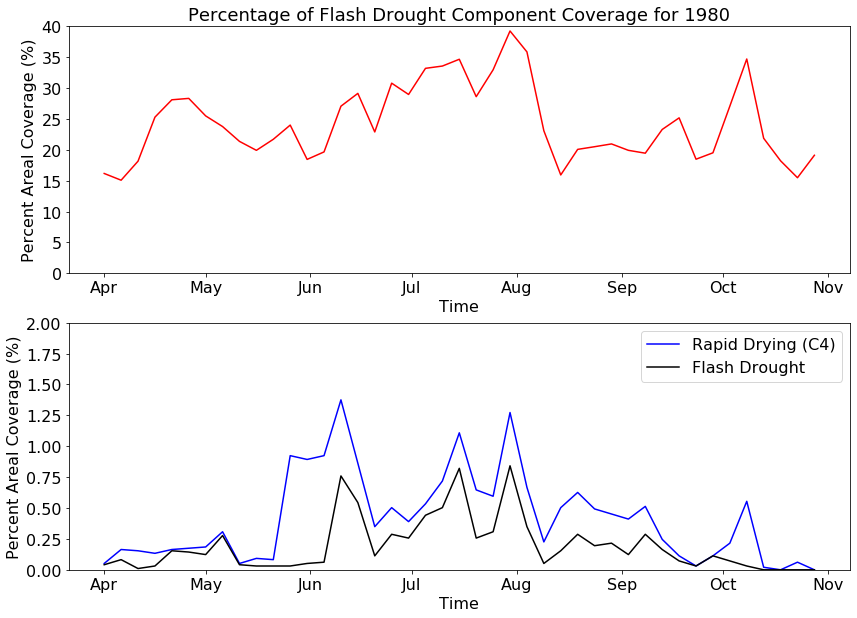 Percentage of Flash Drought Component Coverage for 1980
Percent Areal Coverage (%)
40
35
30
25
20
15
10
5
0
Apr May Jun Jul Aug Sep Oct Nov
Time
Percent Areal Coverage (%)
2.00
1.75
1.50
1.25
1.00
0.75
0.50
0.25
0.00
Rapid Drying (C4)
Flash Drought
Apr May Jun Jul Aug Sep Oct Nov
Time